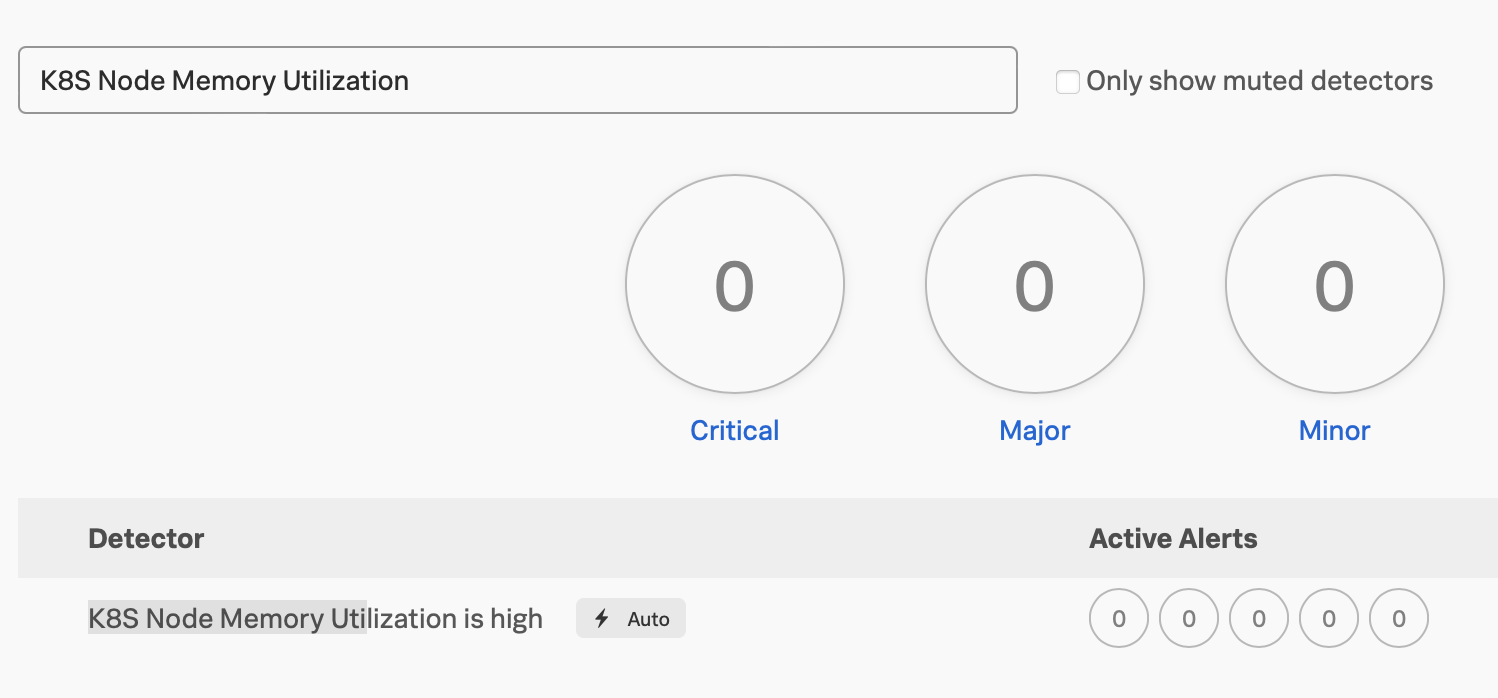 K8S Node Memory Utilization
Only show muted detectors
0 0 0
Critical Major Minor
Detector Active Alerts
K8S Node Memory Utilization is high Auto 0 0 0 0 0